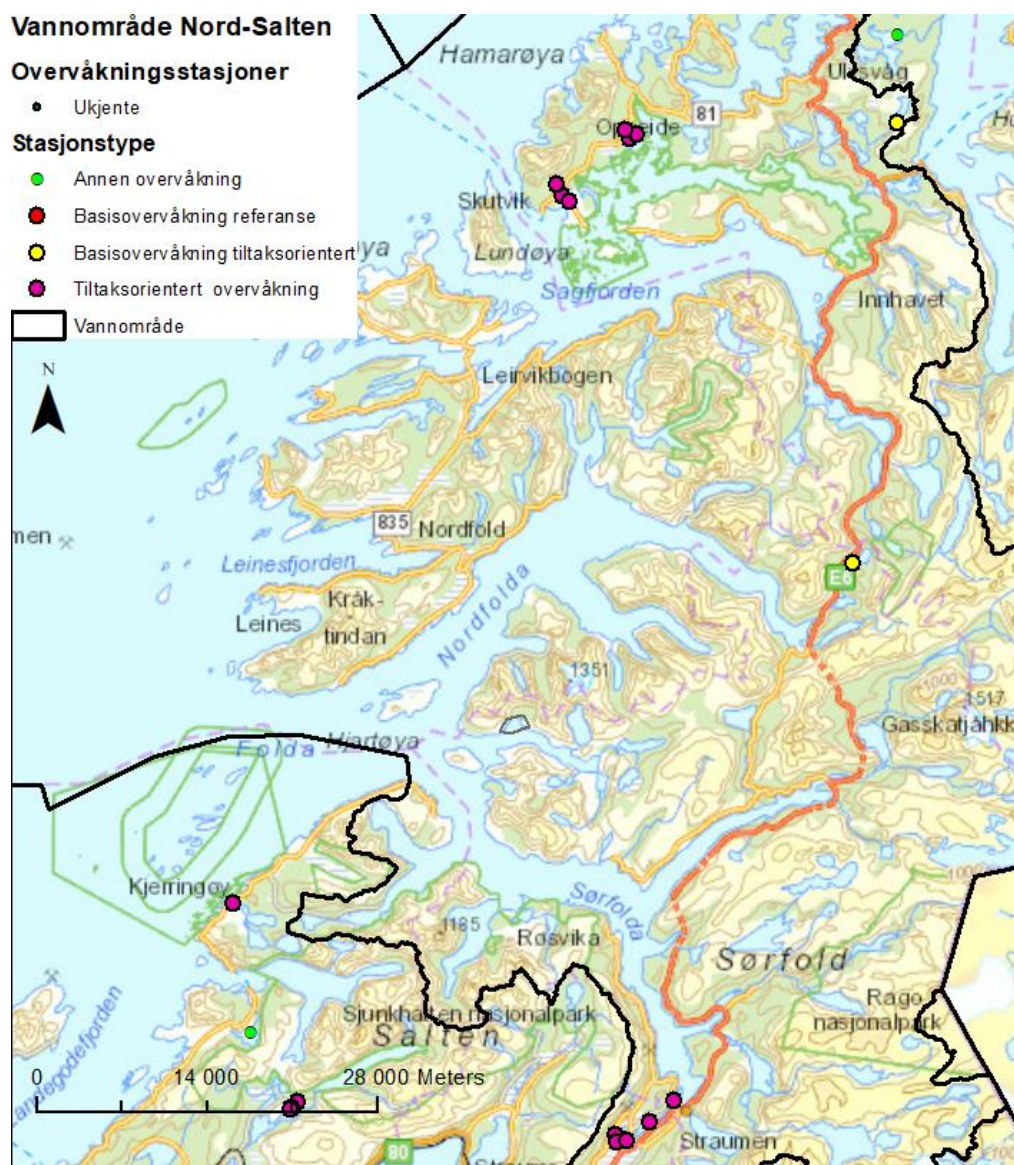 Vannområde Nord-Salten
Overvåkningsstasjoner
Ukjente
Stasjonstype
Annen overvåkning
Basisovervåkning referanse
Basisovervåkning tiltaksorientert
Tiltaksorientert overvåkning
Vannområde
N
Hamarøya
Ulvsvåg
81
Skutvik
Lundøya
Sagfjorden
Innhavet
Leirvikbogen
835
Nordfold
Leinesfjorden
Kråk-
tindan
Leines
Nordfolda
E6
1351
1517
Gasskatjåhkk
Folda
Hjartøya
Kjerringøy
1185
Røsvika
Sørfolda
Sørfold
Rago
nasjonalpark
Sjunkhatten nasjonalpark
Salten
0
14 000
28 000 Meters
80
Straumen